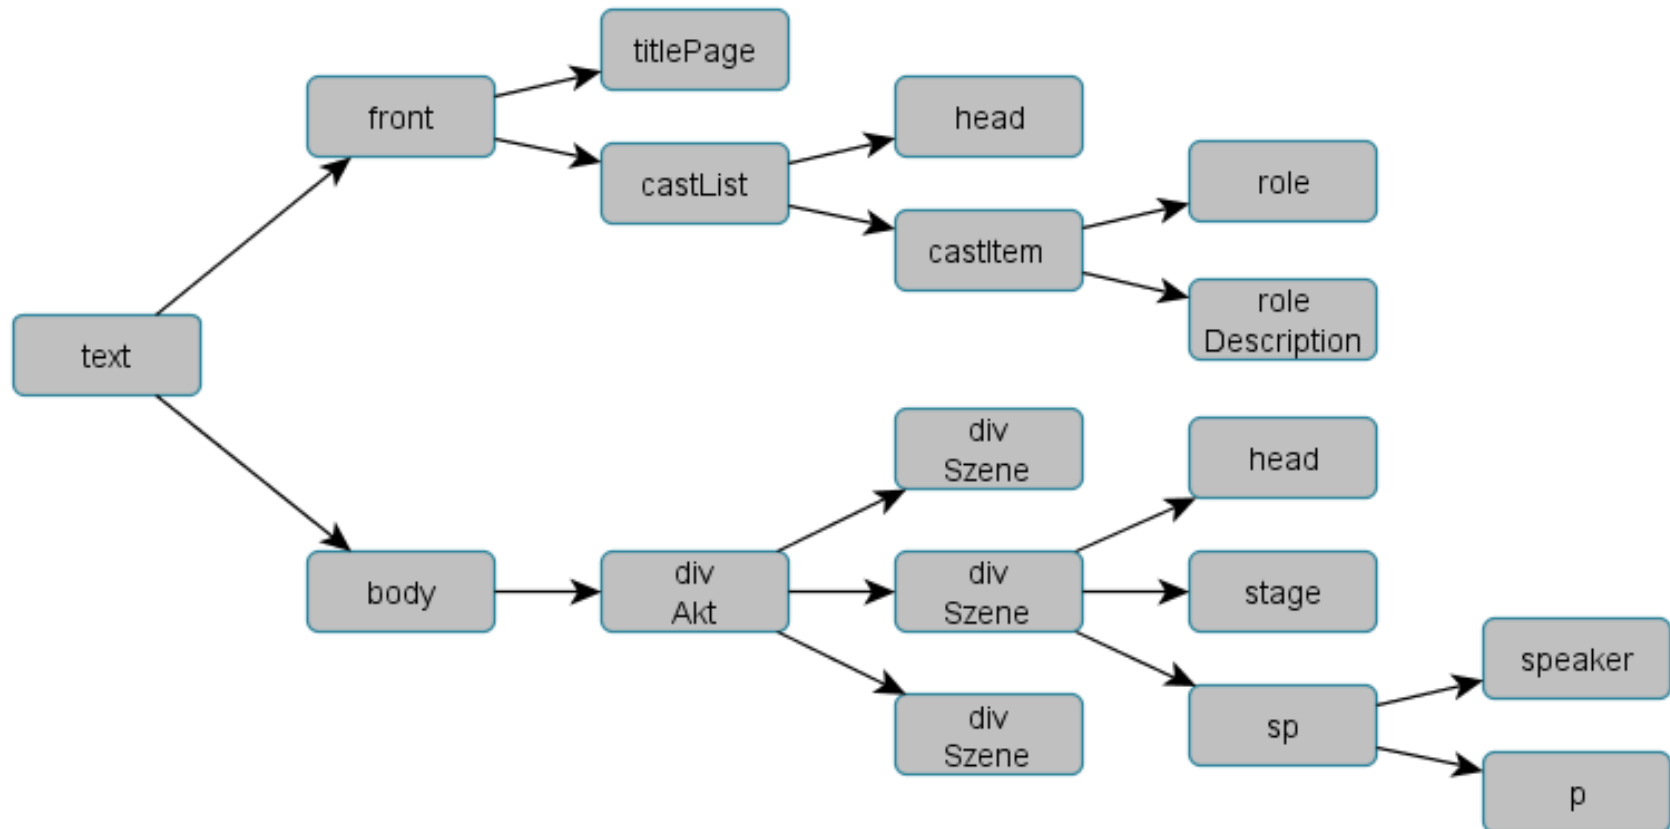 titlePage
front
head
castList
role
castItem
role
Description
text
div
Szene
head
body
div
Akt
div
Szene
stage
speaker
div
Szene
sp
p